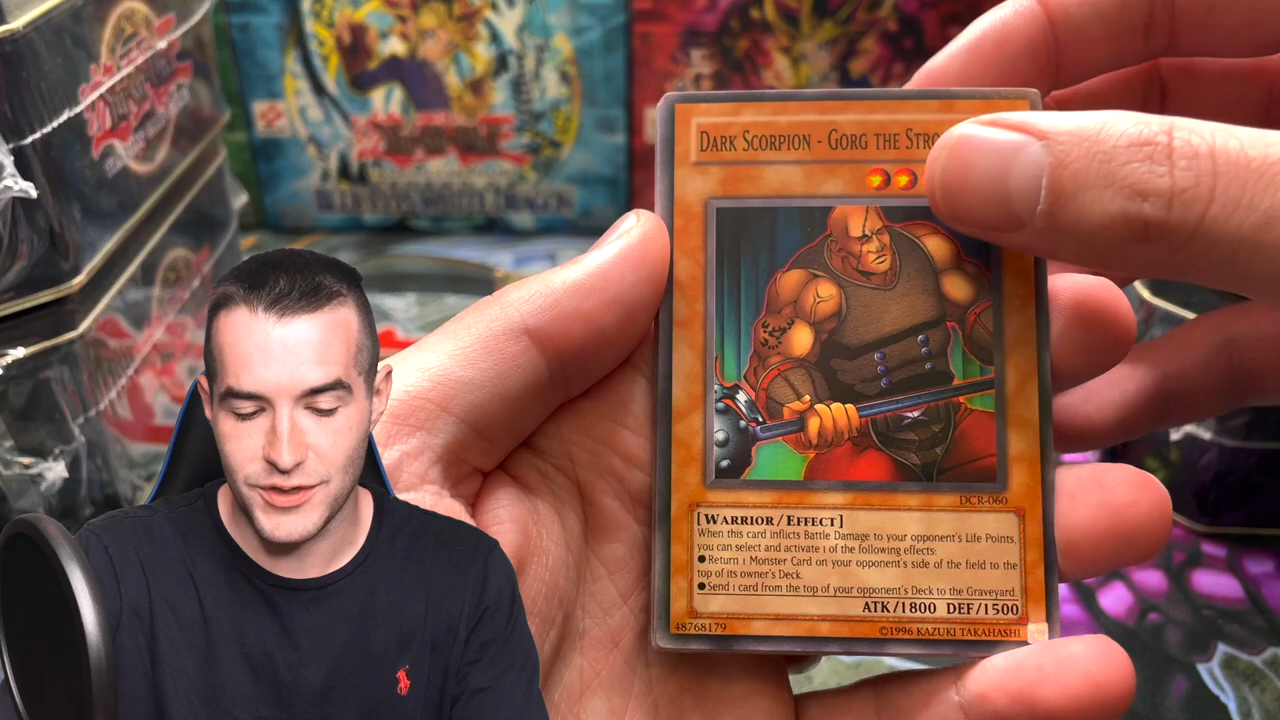 DARK SCORPION - GORG THE STRO
DCR-060
[WARRIOR/EFFECT]
When this card inflicts Battle Damage to your opponent's Life Points,
you can select and activate 1 of the following effects:
●Return 1 Monster Card on your opponent's side of the field to the
top of its owner's Deck.
●Send 1 card from the top of your opponent's Deck to the Graveyard.
ATK/1800 DEF/1500
48768179
©1996 KAZUKI TAKAHASHI